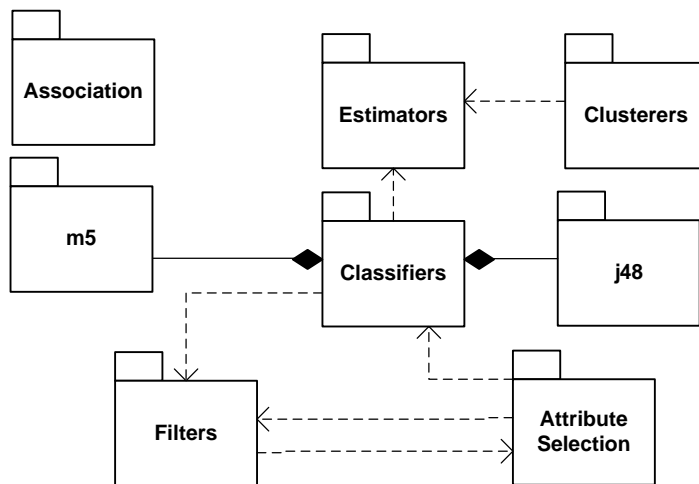 Association
Estimators
Clusterers
m5
Classifiers
j48
Filters
Attribute
Selection